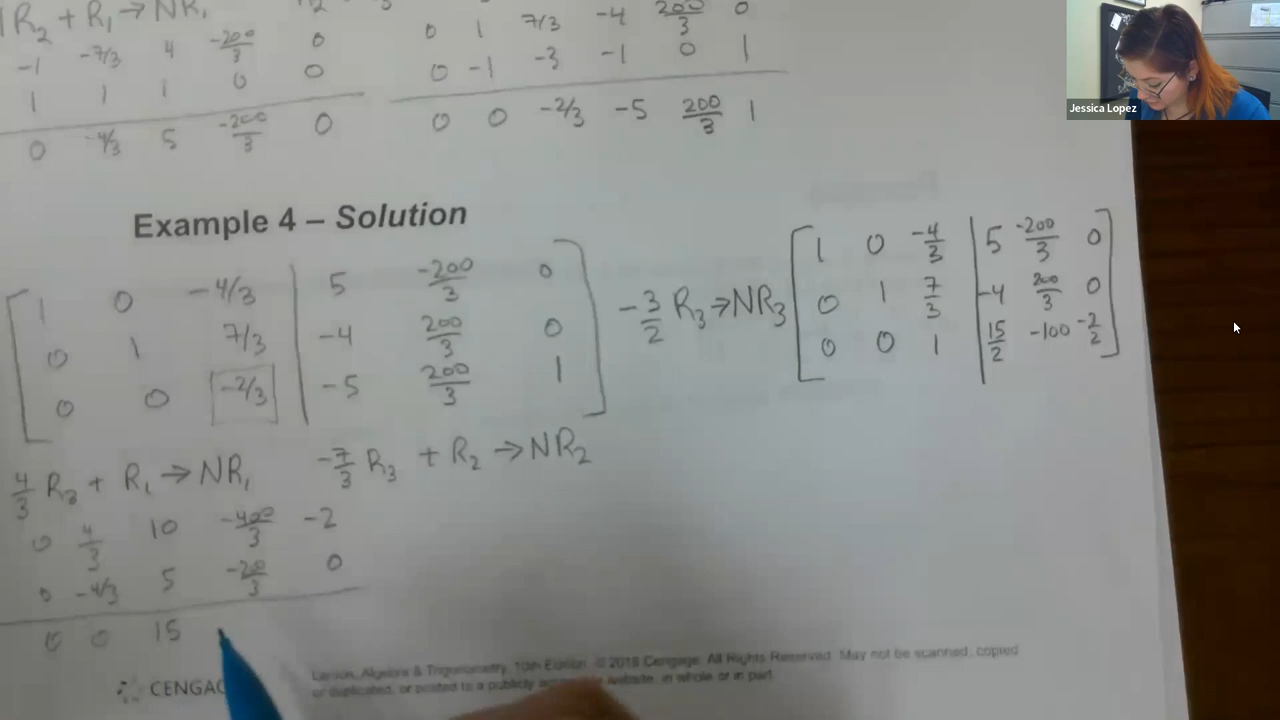 R₂ + R₁ → NR₁
-1 -7/3 4 -200/3 0
1 1 1 0 0
0 -4/3 5 -200/3 0
0 1 7/3 -4 200/3 0
0 -1 -3 -1 0 1
0 0 -2/3 -5 200/3 1
Jessica Lopez
Example 4 – Solution
1 0 -4/3 | 5 -200/3 0
0 1 7/3 | -4 200/3 0
0 0 -2/3 | -5 200/3 1
-3/2 R₃ → NR₃
1 0 -4/3 | 5 -200/3 0
0 1 7/3 | -4 200/3 0
0 0 1 | 15/2 -100 -2/2
4/3 R₃ + R₁ → NR₁
0 4/3 10 -400/3 -2
0 -4/3 5 -20/3 0
0 0 15
-7/3 R₃ + R₂ → NR₂
CENGAG
Larson, Algebra & Trigonometry, 10th Edition. © 2018 Cengage. All Rights Reserved. May not be scanned, copied
or duplicated, or posted to a publicly website, in whole or in part.